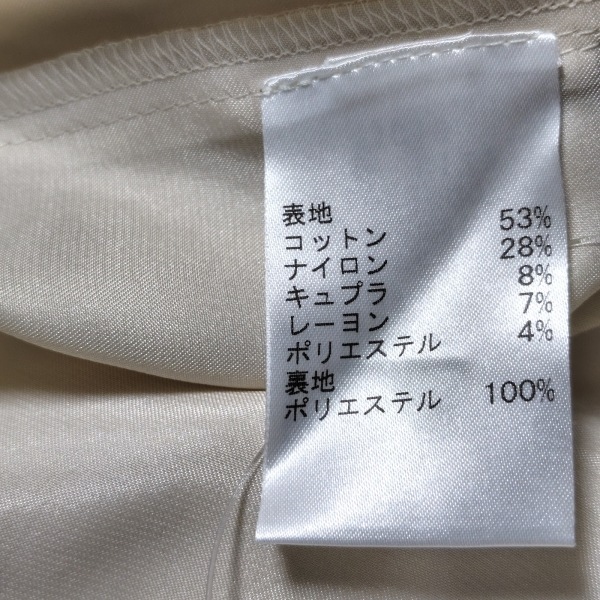 表地
コットン 53%
ナイロン 28%
キュプラ 8%
レーヨン 7%
ポリエステル 4%
裏地
ポリエステル 100%